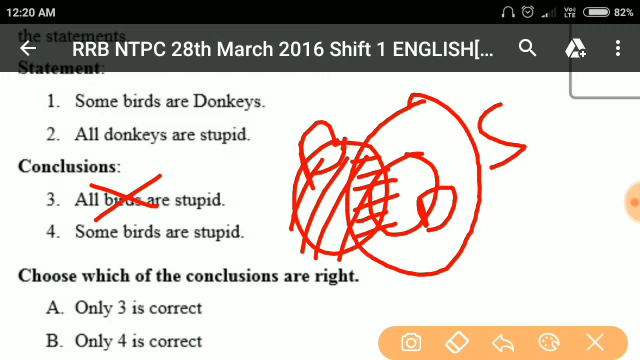 12:20 AM Vo) LTE 82%
the statements.
RRB NTPC 28th March 2016 Shift 1 ENGLISH[...
Statement:
1. Some birds are Donkeys.
2. All donkeys are stupid.
Conclusions:
3. All birds are stupid.
4. Some birds are stupid.
Choose which of the conclusions are right.
A. Only 3 is correct
B. Only 4 is correct
B
D
S